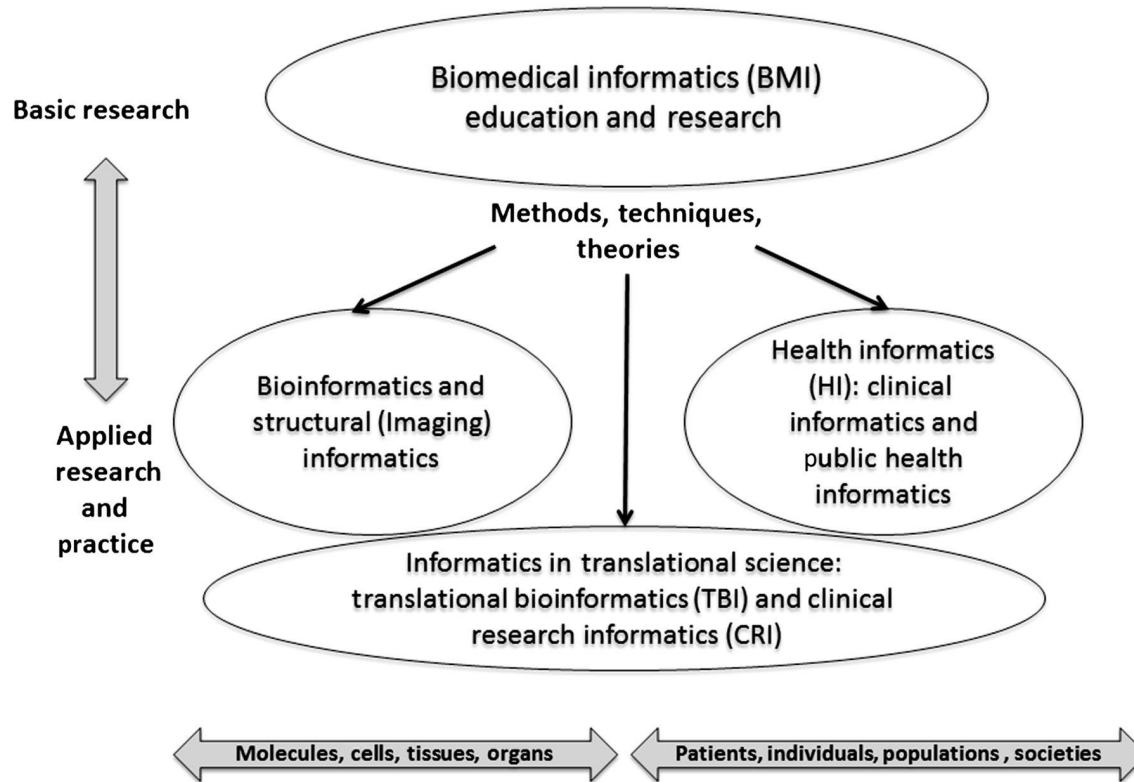 Biomedical informatics (BMI)
education and research
Basic research
Methods, techniques,
theories
Bioinformatics and
structural (Imaging)
informatics
Health informatics
(HI): clinical
informatics and
public health
informatics
Applied
research
and
practice
Informatics in translational science:
translational bioinformatics (TBI) and clinical
research informatics (CRI)
Molecules, cells, tissues, organs
Patients, individuals, populations , societies